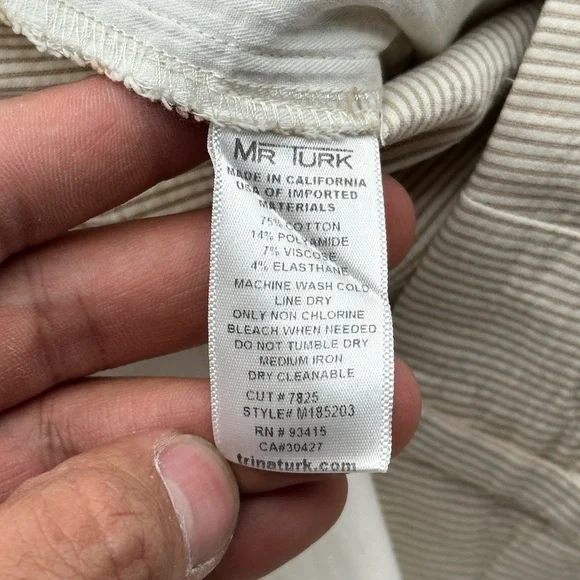 MR TURK
MADE IN CALIFORNIA
USA OF IMPORTED
MATERIALS
75% COTTON
14% POLYAMIDE
7% VISCOSE
4% ELASTHANE
MACHINE WASH COLD
LINE DRY
ONLY NON CHLORINE
BLEACH WHEN NEEDED
DO NOT TUMBLE DRY
MEDIUM IRON
DRY CLEANABLE
CUT # 7825
STYLE# M185203
RN # 93415
CA#30427
trinaturk.com